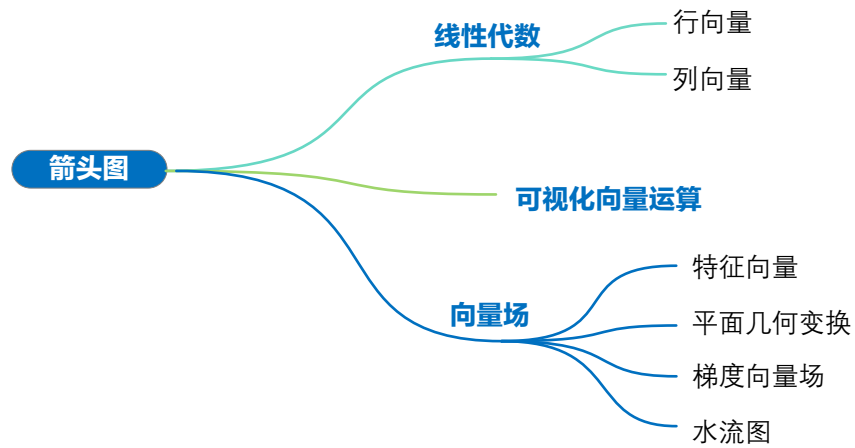 线性代数
行向量
列向量
箭头图
可视化向量运算
向量场
特征向量
平面几何变换
梯度向量场
水流图